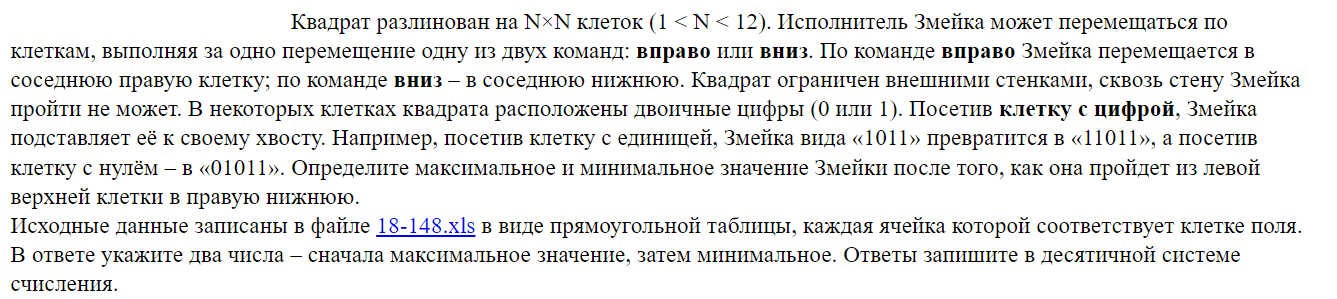 Квадрат разлинован на N×N клеток (1 < N < 12). Исполнитель Змейка может перемещаться по
клеткам, выполняя за одно перемещение одну из двух команд: вправо или вниз. По команде вправо Змейка перемещается в
соседнюю правую клетку; по команде вниз – в соседнюю нижнюю. Квадрат ограничен внешними стенками, сквозь стену Змейка
пройти не может. В некоторых клетках квадрата расположены двоичные цифры (0 или 1). Посетив клетку с цифрой, Змейка
подставляет её к своему хвосту. Например, посетив клетку с единицей, Змейка вида «1011» превратится в «11011», а посетив
клетку с нулём – в «01011». Определите максимальное и минимальное значение Змейки после того, как она пройдет из левой
верхней клетки в правую нижнюю.
Исходные данные записаны в файле 18-148.xls в виде прямоугольной таблицы, каждая ячейка которой соответствует клетке поля.
В ответе укажите два числа – сначала максимальное значение, затем минимальное. Ответы запишите в десятичной системе
счисления.